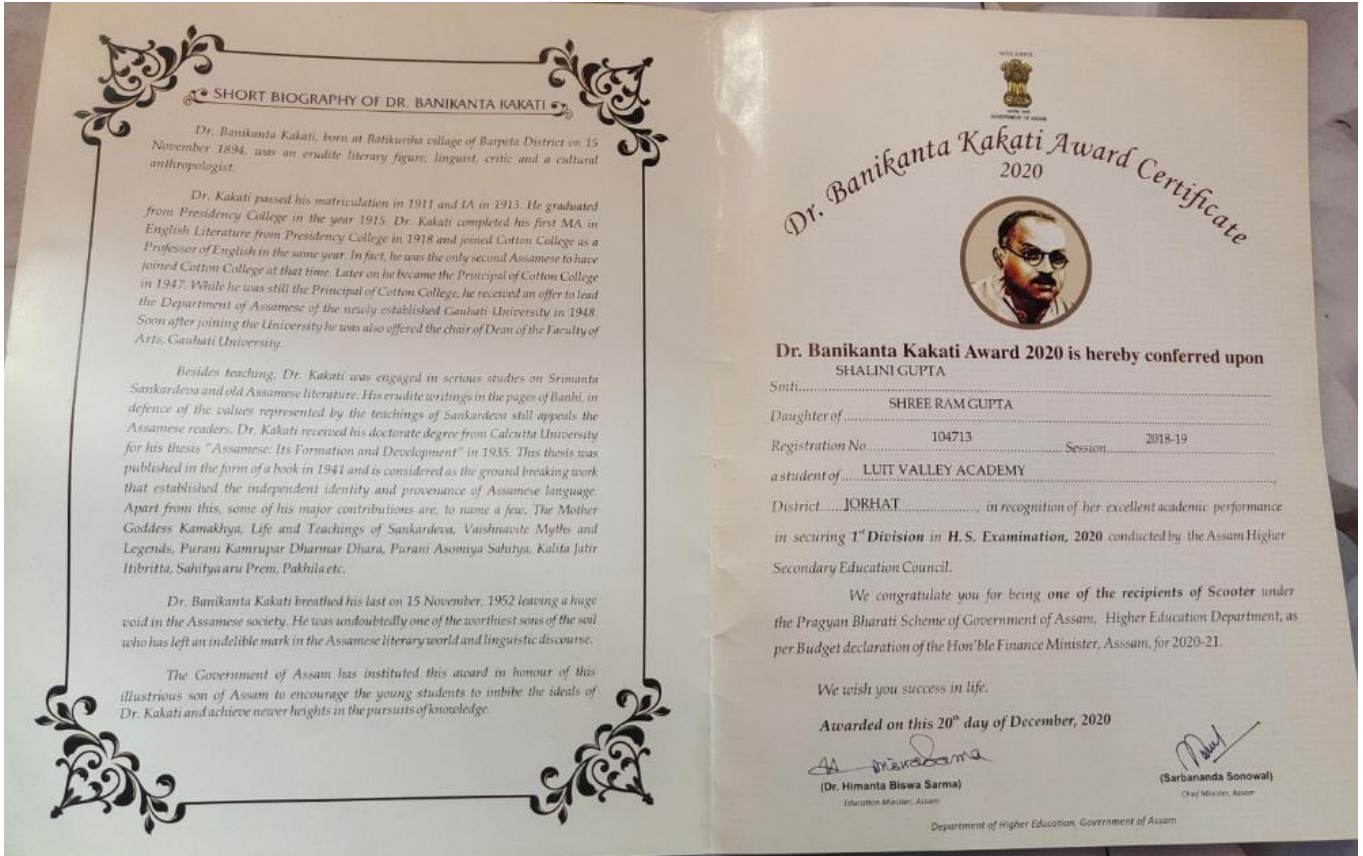 SHORT BIOGRAPHY OF DR. BANIKANTA KAKATI
Dr. Banikanta Kakati, born at Batikuriha village of Barpeta District on 15
November 1894, was an erudite literary figure, linguist, critic and a cultural
anthropologist.
Dr. Kakati passed his matriculation in 1911 and IA in 1913. He graduated
from Presidency College in the year 1915. Dr. Kakati completed his first MA in
English Literature from Presidency College in 1918 and joined Cotton College as a
Professor of English in the same year. In fact, he was the only second Assamese to have
joined Cotton College at that time. Later on he became the Principal of Cotton College
in 1947. While he was still the Principal of Cotton College, he received an offer to lead
the Department of Assamese of the newly established Gauhati University in 1948.
Soon after joining the University he was also offered the chair of Dean of the Faculty of
Arts, Gauhati University.
Besides teaching, Dr. Kakati was engaged in serious studies on Srimanta
Sankardeva and old Assamese literature. His erudite writings in the pages of Banhi, in
defence of the values represented by the teachings of Sankardeva still appeals the
Assamese readers. Dr. Kakati received his doctorate degree from Calcutta University
for his thesis "Assamese: Its Formation and Development" in 1935. This thesis was
published in the form of a book in 1941 and is considered as the ground breaking work
that established the independent identity and provenance of Assamese language.
Apart from this, some of his major contributions are, to name a few, The Mother
Goddess Kamakhya, Life and Teachings of Sankardeva, Vaishnavite Myths and
Legends, Purani Kamrupar Dharmar Dhara, Purani Asomiya Sahitya, Kalita Jatir
Itibritta, Sahitya aru Prem, Pakhila etc.
Dr. Banikanta Kakati breathed his last on 15 November, 1952 leaving a huge
void in the Assamese society. He was undoubtedly one of the worthiest sons of the soil
who has left an indelible mark in the Assamese literary world and linguistic discourse.
The Government of Assam has instituted this award in honour of this
illustrious son of Assam to encourage the young students to imbibe the ideals of
Dr. Kakati and achieve newer heights in the pursuits of knowledge.
GOVERNMENT OF ASSAM
Dr. Banikanta Kakati Award Certificate
2020
Dr. Banikanta Kakati Award 2020 is hereby conferred upon
Smti. SHALINI GUPTA
Daughter of SHREE RAM GUPTA
Registration No. 104713 Session 2018-19
a student of LUIT VALLEY ACADEMY,
District JORHAT, in recognition of her excellent academic performance
in securing 1st Division in H.S. Examination, 2020 conducted by the Assam Higher
Secondary Education Council.
We congratulate you for being one of the recipients of Scooter under
the Pragyan Bharati Scheme of Government of Assam, Higher Education Department, as
per Budget declaration of the Hon'ble Finance Minister, Asssam, for 2020-21.
We wish you success in life.
Awarded on this 20th day of December, 2020
(Dr. Himanta Biswa Sarma)
Education Minister, Assam
(Sarbananda Sonowal)
Chief Minister, Assam
Department of Higher Education, Government of Assam